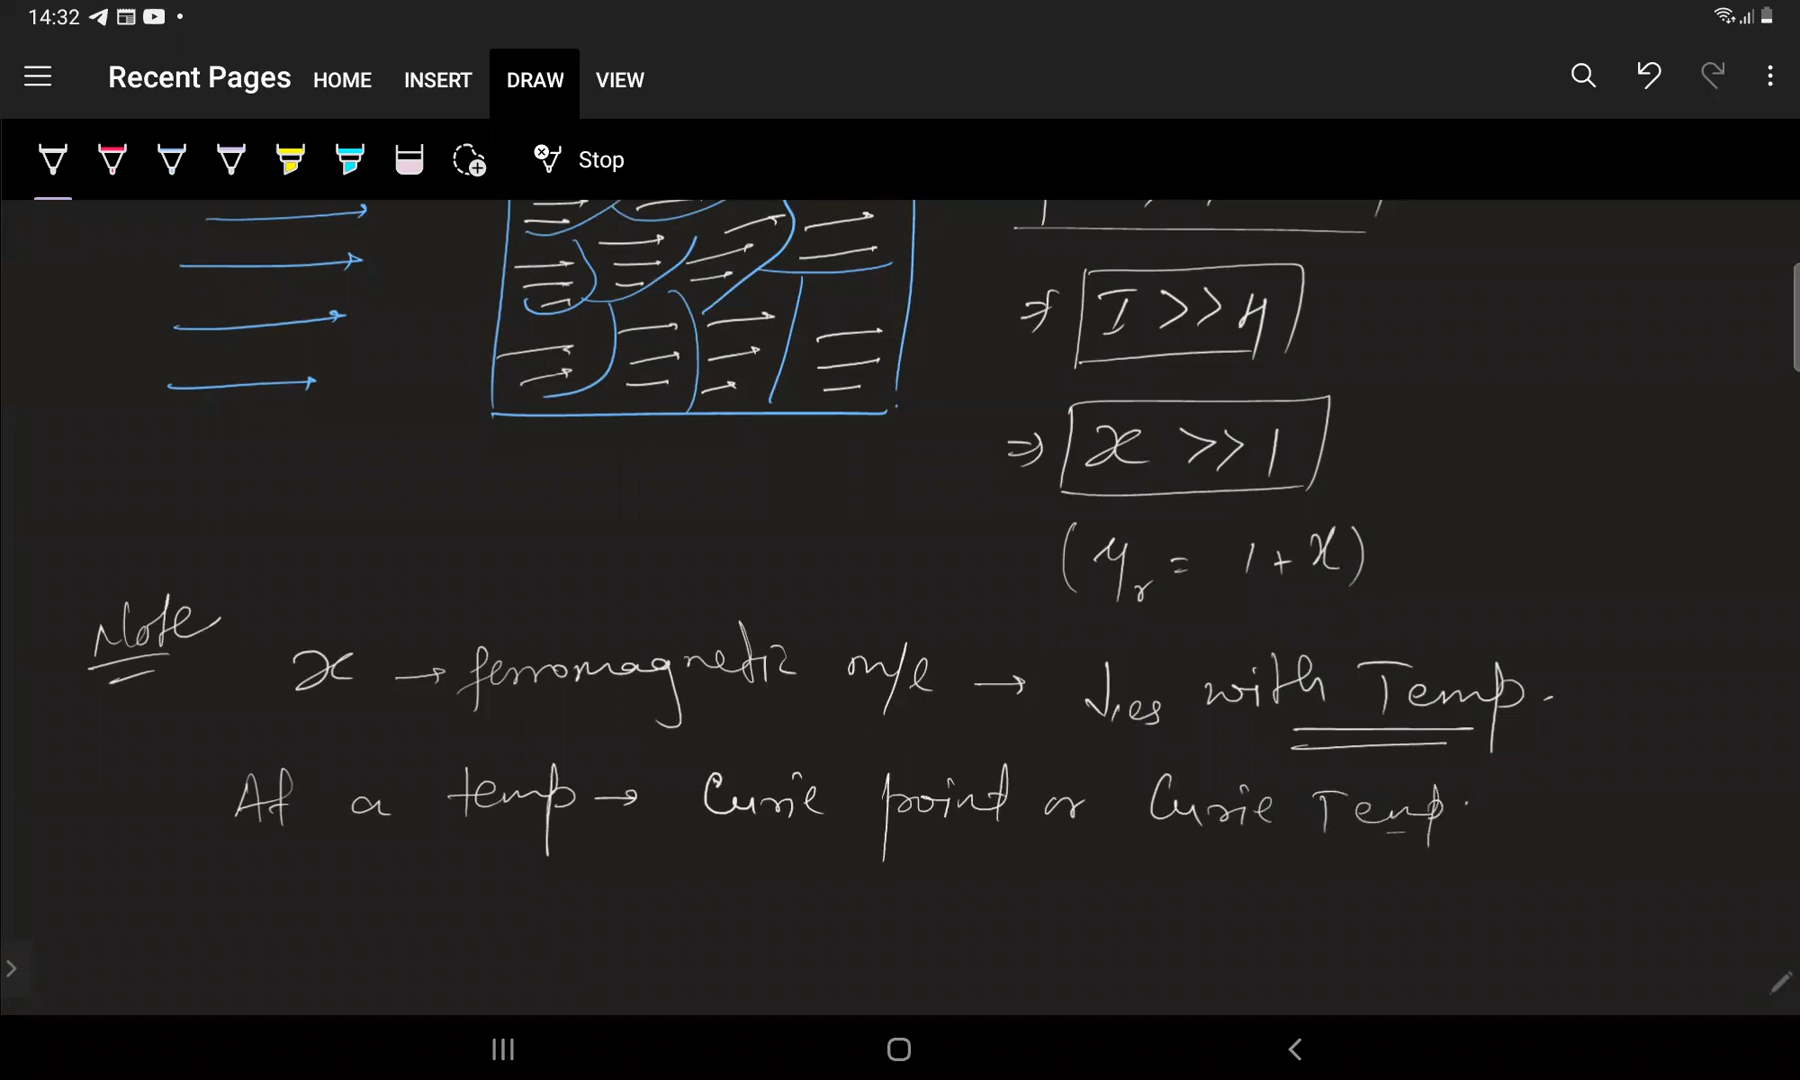 14:32
Recent Pages HOME INSERT DRAW VIEW
Stop
⇒ I >> H
⇒ x >> 1
(μr = 1 + x)
Note
x → ferromagnetic m/l → ↓ies with Temp.
At a temp → Curie point or Curie Temp.